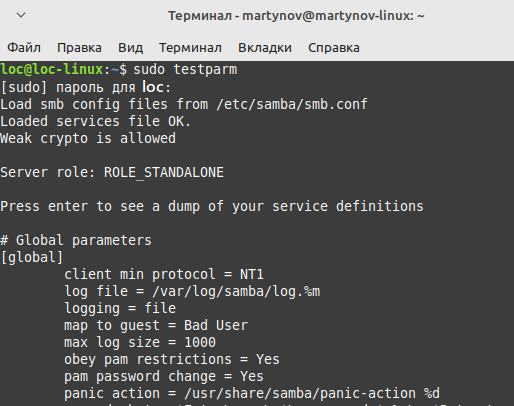 Терминал - martynov@martynov-linux: ~
Файл Правка Вид Терминал Вкладки Справка
loc@loc-linux:~$ sudo testparm
[sudo] пароль для loc:
Load smb config files from /etc/samba/smb.conf
Loaded services file OK.
Weak crypto is allowed
Server role: ROLE_STANDALONE
Press enter to see a dump of your service definitions
# Global parameters
[global]
client min protocol = NT1
log file = /var/log/samba/log.%m
logging = file
map to guest = Bad User
max log size = 1000
obey pam restrictions = Yes
pam password change = Yes
panic action = /usr/share/samba/panic-action %d